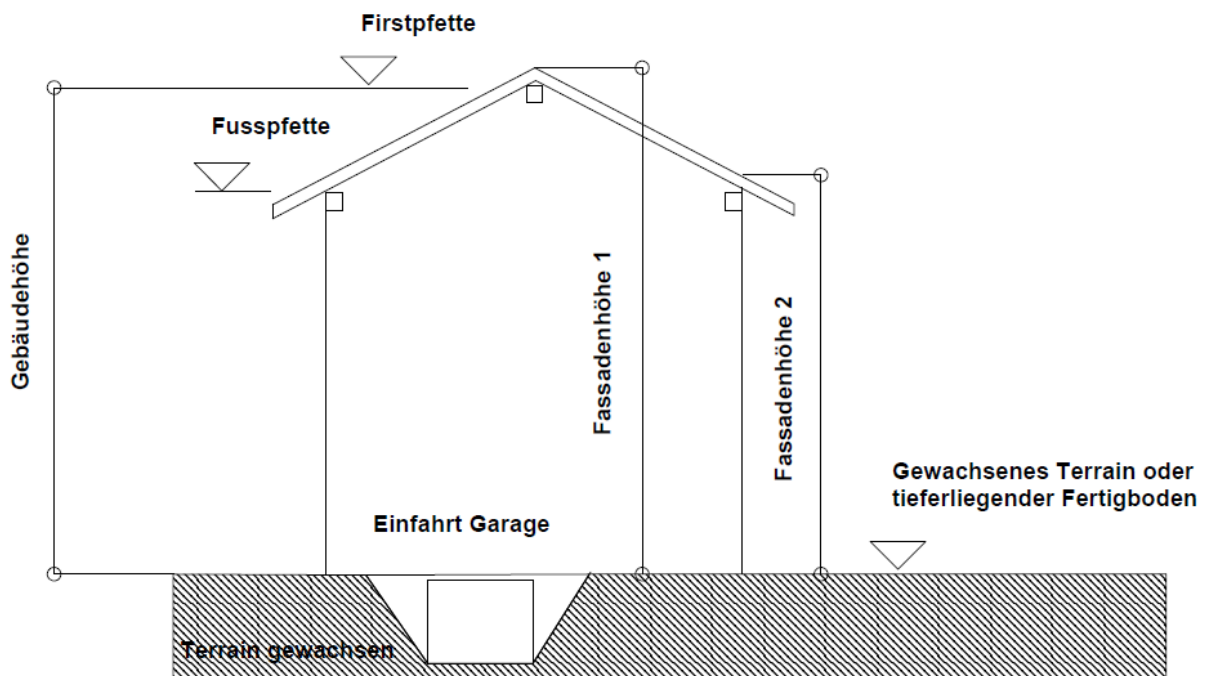 Firstpfette
Fusspfette
Gebäudehöhe
Fassadenhöhe 1
Fassadenhöhe 2
Gewachsenes Terrain oder
tieferliegender Fertigboden
Einfahrt Garage
Terrain gewachsen